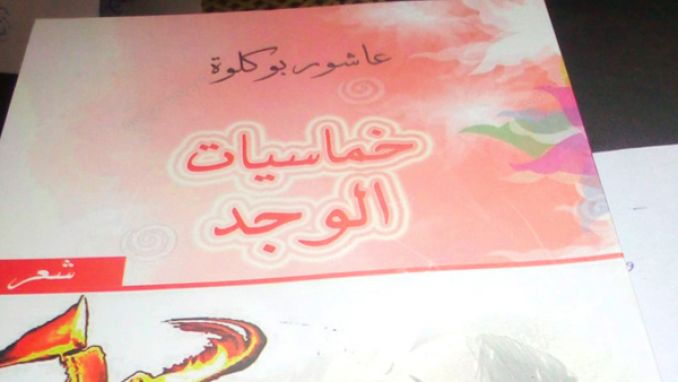 عاشور بوكلوة
خماسيات
الوجد
شعر